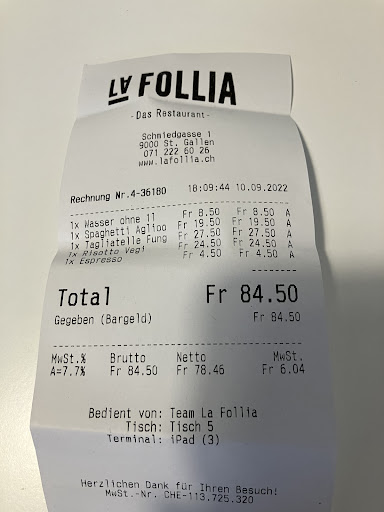 LA FOLLIA
-Das Restaurant-
Schmiedgasse 1
9000 St. Gallen
071 222 60 26
www.lafollia.ch
Rechnung Nr.4-36180 18:09:44 10.09.2022
1x Wasser ohne 1l Fr 8.50 Fr 8.50 A
1x Spaghetti Aglioo Fr 19.50 Fr 19.50 A
1x Tagliatelle Fung Fr 27.50 Fr 27.50 A
1x Risotto Vegi Fr 24.50 Fr 24.50 A
1x Espresso Fr 4.50 Fr 4.50 A
Total Fr 84.50
Gegeben (Bargeld) Fr 84.50
MwSt.% Brutto Netto MwSt.
A=7.7% Fr 84.50 Fr 78.46 Fr 6.04
Bedient von: Team La Follia
Tisch: Tisch 5
Terminal: iPad (3)
Herzlichen Dank für Ihren Besuch!
MwSt.-Nr. CHE-113.725.320